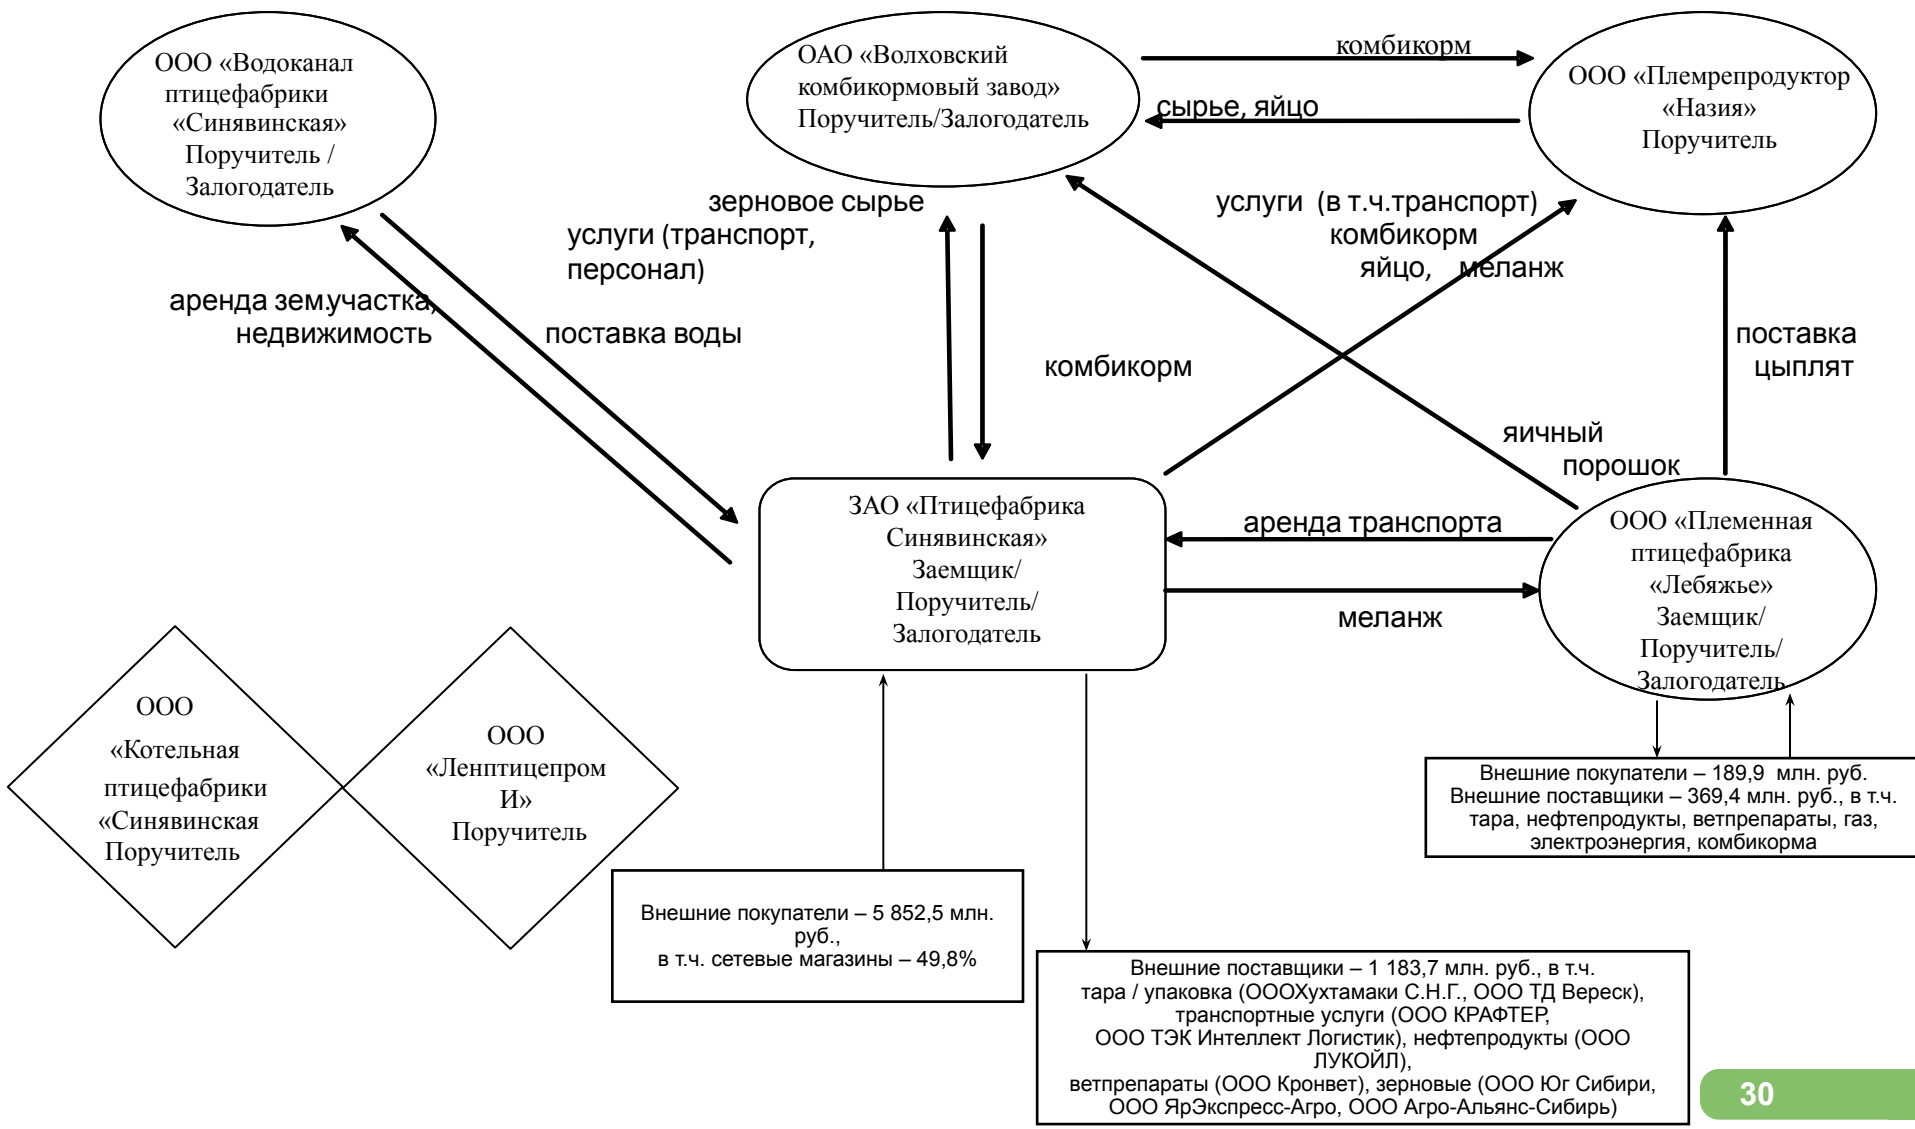 ООО «Водоканал
птицефабрики
«Синявинская»
Поручитель /
Залогодатель
ОАО «Волховский
комбикормовый завод»
Поручитель/Залогодатель
комбикорм
сырье, яйцо
ООО «Племрепродуктор
«Назия»
Поручитель
зерновое сырье
услуги (транспорт,
персонал)
услуги (в т.ч.транспорт)
комбикорм
яйцо, меланж
аренда зем.участка,
недвижимость
поставка воды
комбикорм
поставка
цыплят
яичный
порошок
ЗАО «Птицефабрика
Синявинская»
Заемщик/
Поручитель/
Залогодатель
аренда транспорта
меланж
ООО «Племенная
птицефабрика
«Лебяжье»
Заемщик/
Поручитель/
Залогодатель
ООО
«Котельная
птицефабрики
«Синявинская
Поручитель
ООО
«Ленптицепром
И»
Поручитель
Внешние покупатели – 189,9 млн. руб.
Внешние поставщики – 369,4 млн. руб., в т.ч.
тара, нефтепродукты, ветпрепараты, газ,
электроэнергия, комбикорма
Внешние покупатели – 5 852,5 млн.
руб.,
в т.ч. сетевые магазины – 49,8%
Внешние поставщики – 1 183,7 млн. руб., в т.ч.
тара / упаковка (ОООХухтамаки С.Н.Г., ООО ТД Вереск),
транспортные услуги (ООО КРАФТЕР,
ООО ТЭК Интеллект Логистик), нефтепродукты (ООО
ЛУКОЙЛ),
ветпрепараты (ООО Кронвет), зерновые (ООО Юг Сибири,
ООО ЯрЭкспресс-Агро, ООО Агро-Альянс-Сибирь)
30